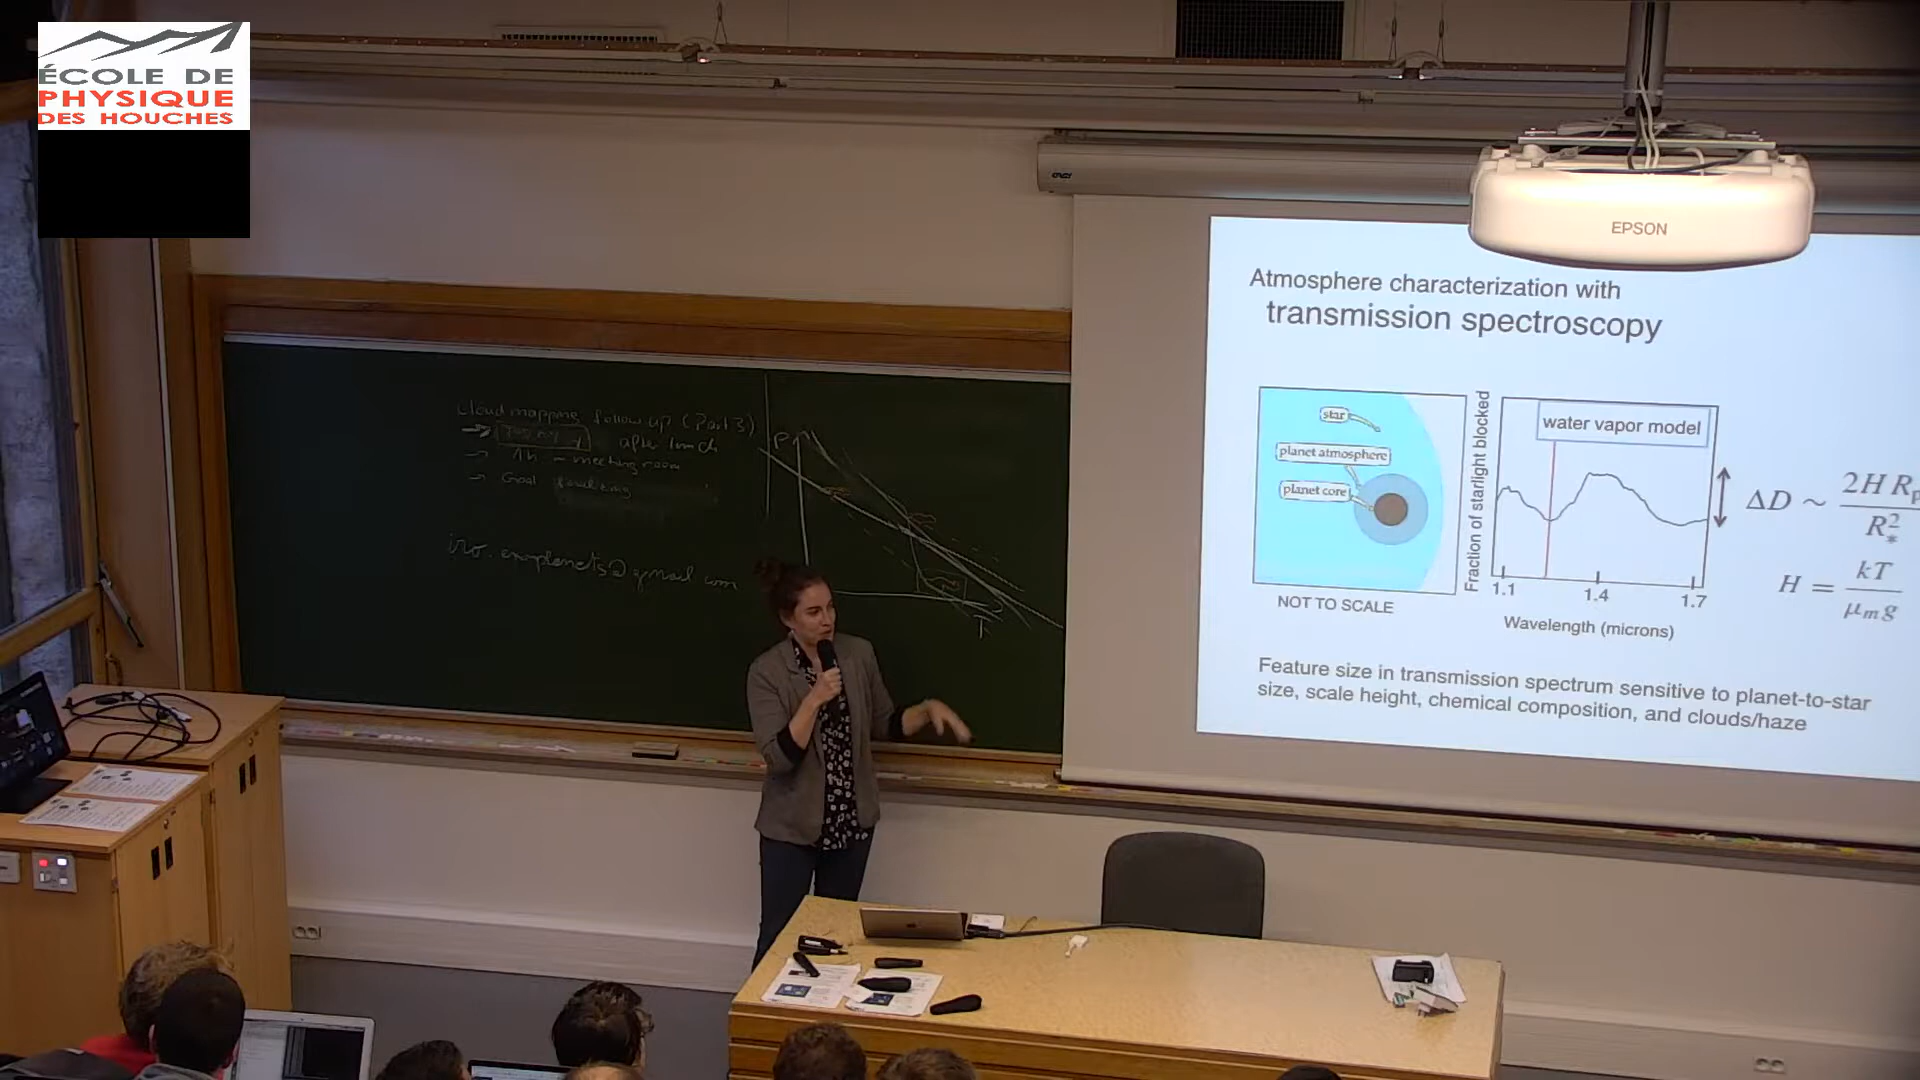 ÉCOLE DE
PHYSIQUE
DES HOUCHES
EPSON
Cloud mapping follow up (Part 3)
after lunch
1h - meeting room
Goal
P
T
Atmosphere characterization with
transmission spectroscopy
star
planet atmosphere
planet core
NOT TO SCALE
Fraction of starlight blocked
water vapor model
1.1 1.4 1.7
Wavelength (microns)
ΔD ~ 2H Rp / R*²
H = kT / μm g
Feature size in transmission spectrum sensitive to planet-to-star
size, scale height, chemical composition, and clouds/haze